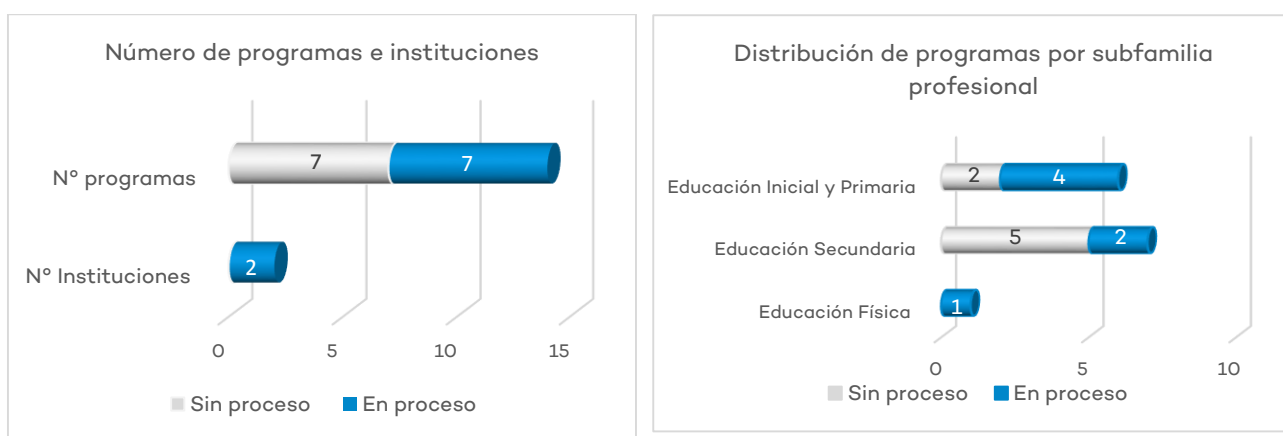 Número de programas e instituciones
N° programas
7
7
N° Instituciones
2
0
5
10
15
Sin proceso
En proceso
Distribución de programas por subfamilia
profesional
Educación Inicial y Primaria
2
4
Educación Secundaria
5
2
Educación Física
1
0
5
10
Sin proceso
En proceso